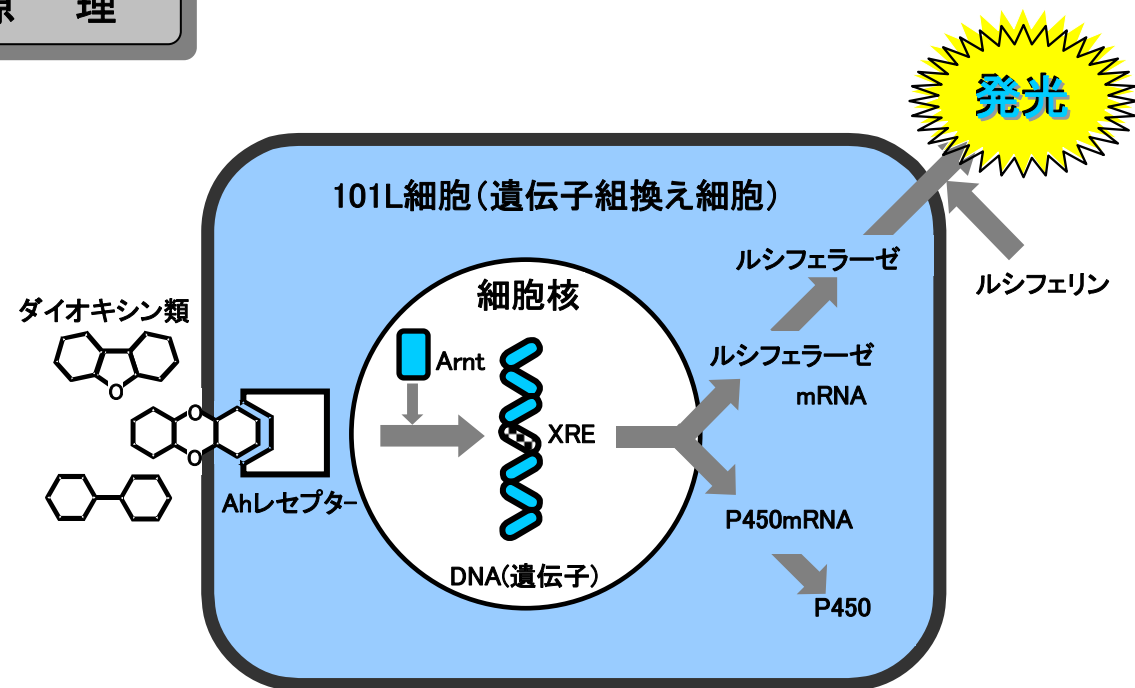 原 理
発光
101L細胞（遺伝子組換え細胞）
ルシフェラーゼ
ルシフェリン
細胞核
ダイオキシン類
Arnt
ルシフェラーゼ
mRNA
O
XRE
O
O
Ahレセプター
P450mRNA
DNA(遺伝子)
P450